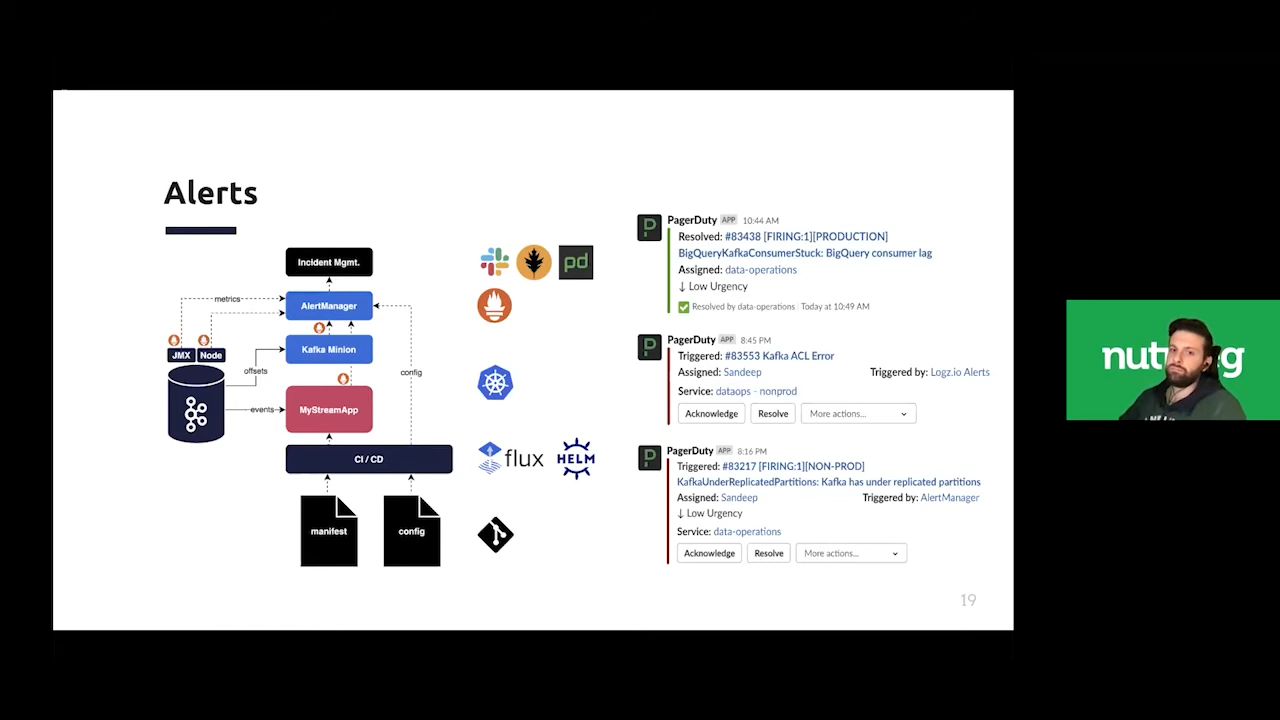 Alerts
Incident Mgmt.
metrics
AlertManager
JMX
Node
Kafka Minion
offsets
config
events
MyStreamApp
CI / CD
manifest
config
pd
flux
HELM
P
PagerDuty APP 10:44 AM
Resolved: #83438 [FIRING:1][PRODUCTION]
BigQueryKafkaConsumerStuck: BigQuery consumer lag
Assigned: data-operations
↓ Low Urgency
Resolved by data-operations | Today at 10:49 AM
P
PagerDuty APP 8:45 PM
Triggered: #83553 Kafka ACL Error
Assigned: Sandeep Triggered by: Logz.io Alerts
Service: dataops - nonprod
Acknowledge Resolve More actions...
P
PagerDuty APP 8:16 PM
Triggered: #83217 [FIRING:1][NON-PROD]
KafkaUnderReplicatedPartitions: Kafka has under replicated partitions
Assigned: Sandeep Triggered by: AlertManager
↓ Low Urgency
Service: data-operations
Acknowledge Resolve More actions...
19